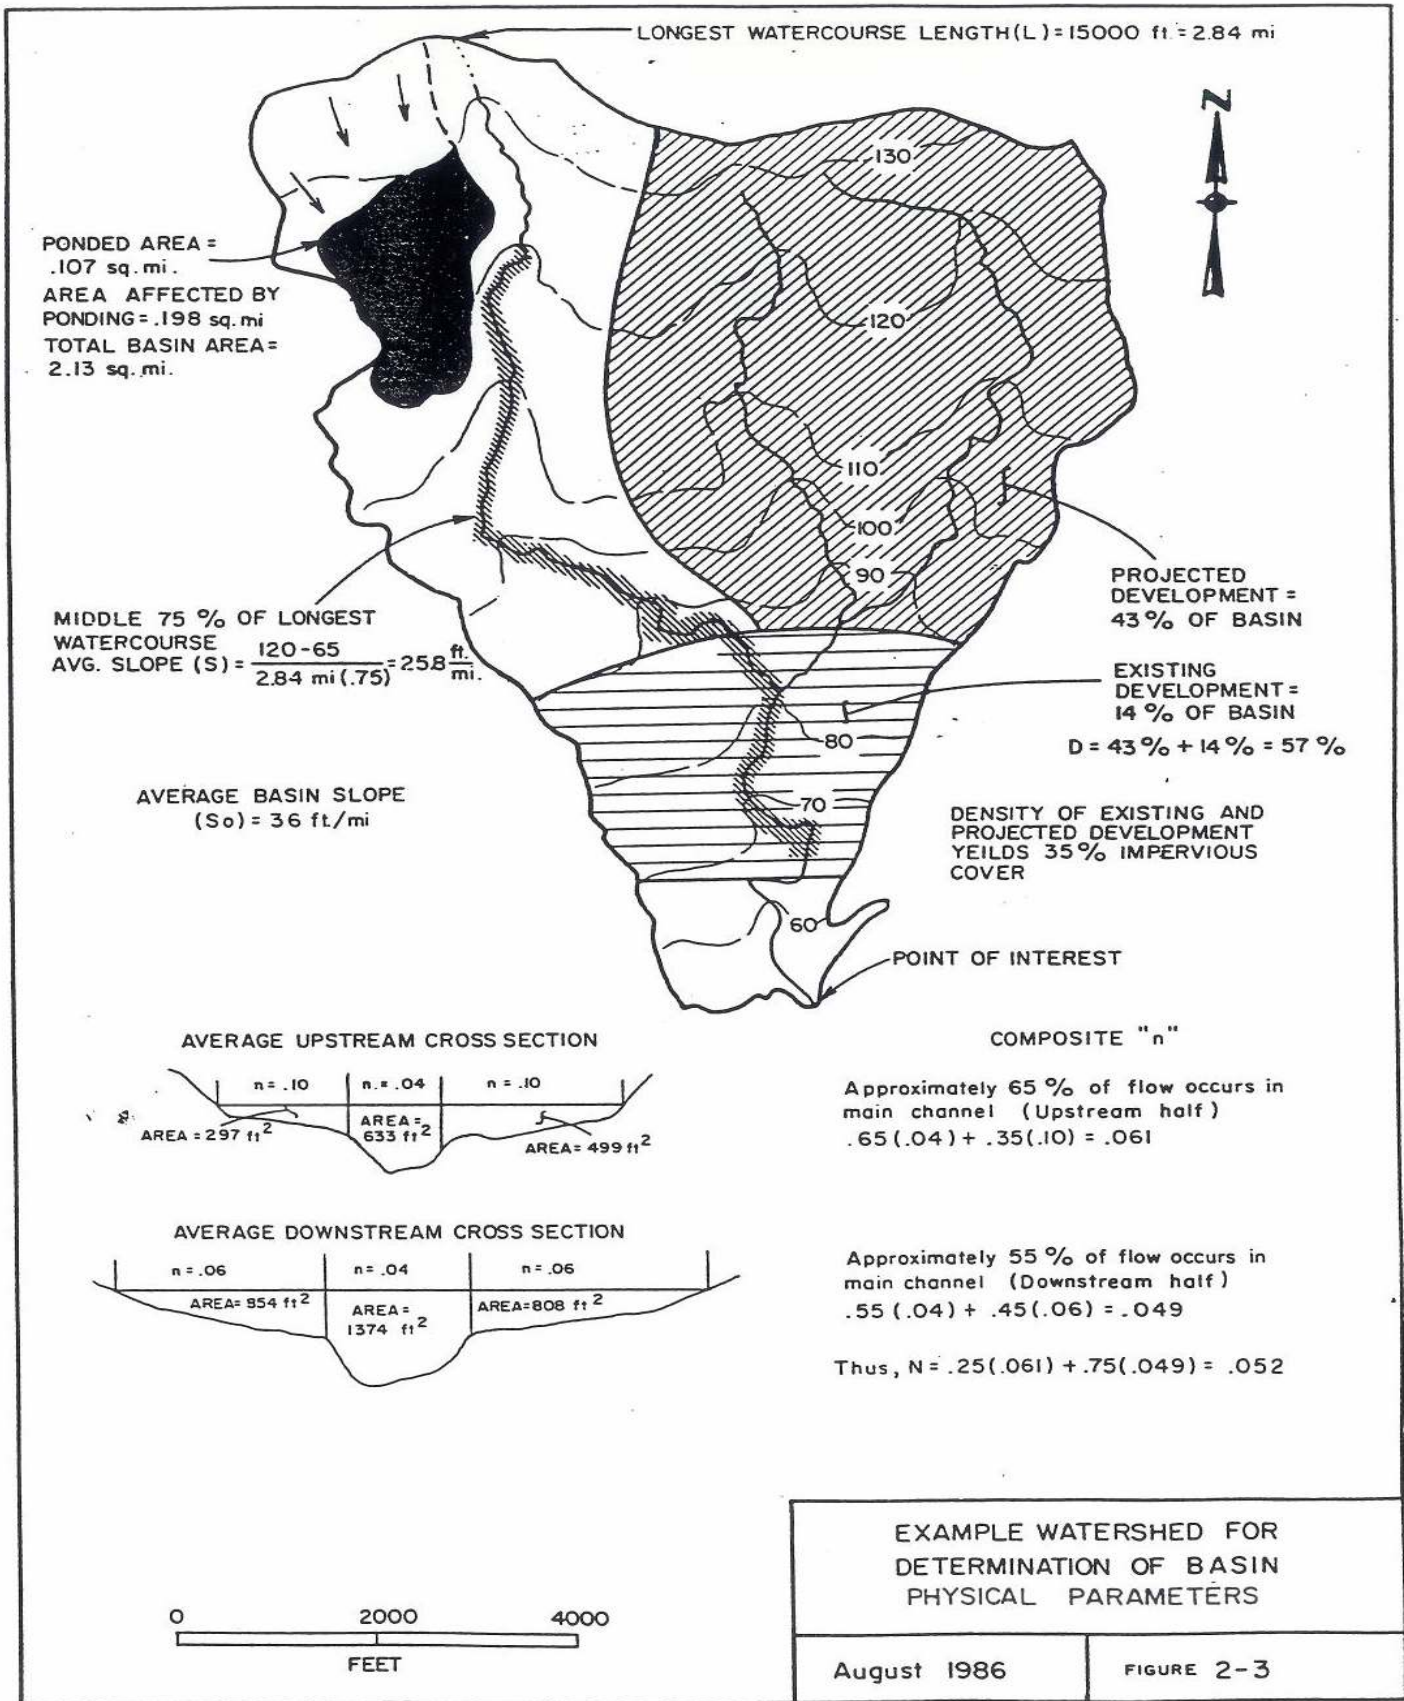 LONGEST WATERCOURSE LENGTH(L)=15000 ft.=2.84 mi
N
130
PONDED AREA=
.107 sq.mi.
AREA AFFECTED BY
PONDING=.198 sq.mi
TOTAL BASIN AREA=
2.13 sq.mi.
120
110
100
90
PROJECTED
DEVELOPMENT=
43% OF BASIN
MIDDLE 75 % OF LONGEST
WATERCOURSE
AVG. SLOPE (S)= 120-65 / 2.84 mi(.75) =25.8 ft./mi.
EXISTING
DEVELOPMENT=
14% OF BASIN
D=43%+14%=57%
80
70
AVERAGE BASIN SLOPE
(So)=36 ft./mi
DENSITY OF EXISTING AND
PROJECTED DEVELOPMENT
YEILDS 35% IMPERVIOUS
COVER
60
POINT OF INTEREST
AVERAGE UPSTREAM CROSS SECTION
n=.10
n.=.04
n=.10
AREA=297 ft²
AREA=
633 ft²
AREA=499 ft²
COMPOSITE "n"
Approximately 65% of flow occurs in
main channel (Upstream half)
.65(.04)+.35(.10)=.061
AVERAGE DOWNSTREAM CROSS SECTION
n=.06
n=.04
n=.06
AREA=
1374 ft²
AREA=808 ft²
Approximately 55% of flow occurs in
main channel (Downstream half)
.55(.04)+.45(.06)=.049
Thus, N=.25(.061)+.75(.049)=.052
0 2000 4000
FEET
EXAMPLE WATERSHED FOR
DETERMINATION OF BASIN
PHYSICAL PARAMETERS
August 1986
FIGURE 2-3